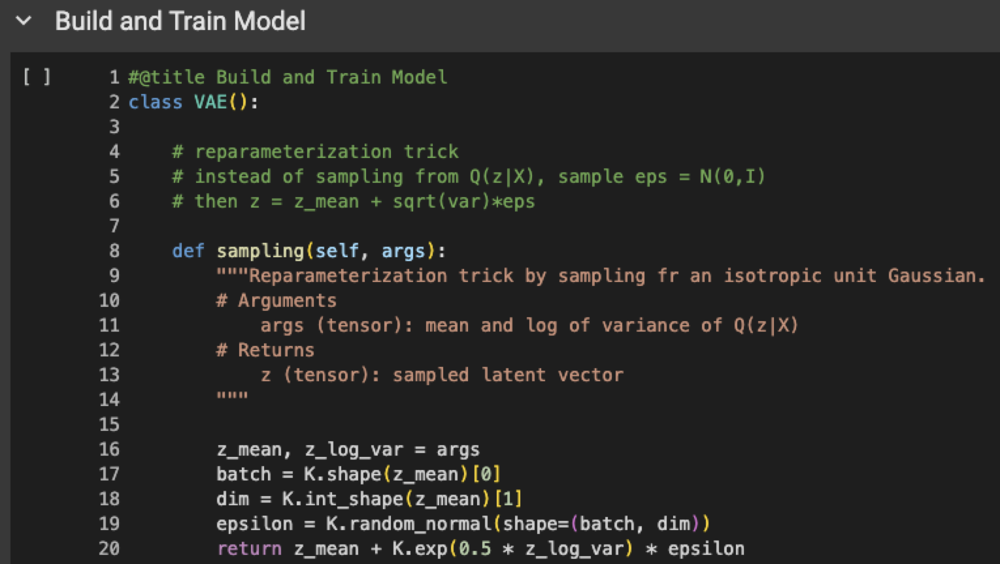 Build and Train Model
[ ]
1 #@title Build and Train Model
2 class VAE():
3
4     # reparameterization trick
5     # instead of sampling from Q(z|X), sample eps = N(0,I)
6     # then z = z_mean + sqrt(var)*eps
7
8     def sampling(self, args):
9         """Reparameterization trick by sampling fr an isotropic unit Gaussian.
10         # Arguments
11             args (tensor): mean and log of variance of Q(z|X)
12         # Returns
13             z (tensor): sampled latent vector
14         """
15
16         z_mean, z_log_var = args
17         batch = K.shape(z_mean)[0]
18         dim = K.int_shape(z_mean)[1]
19         epsilon = K.random_normal(shape=(batch, dim))
20         return z_mean + K.exp(0.5 * z_log_var) * epsilon